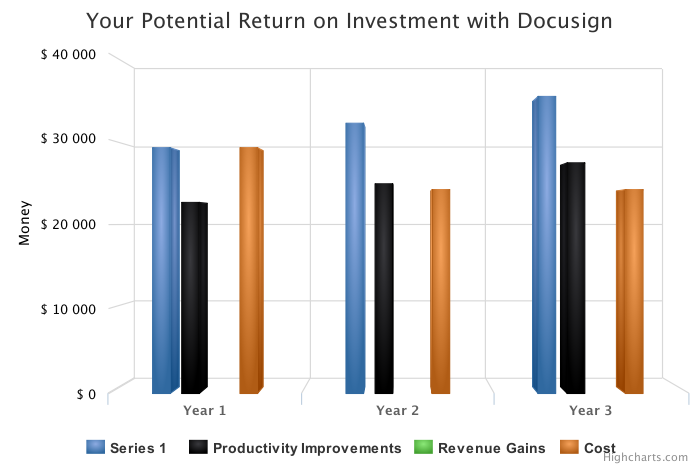 Your Potential Return on Investment with Docusign
$ 40 000
$ 30 000
$ 20 000
$ 10 000
$ 0
Money
Year 1
Year 2
Year 3
Series 1
Productivity Improvements
Revenue Gains
Cost
Highcharts.com